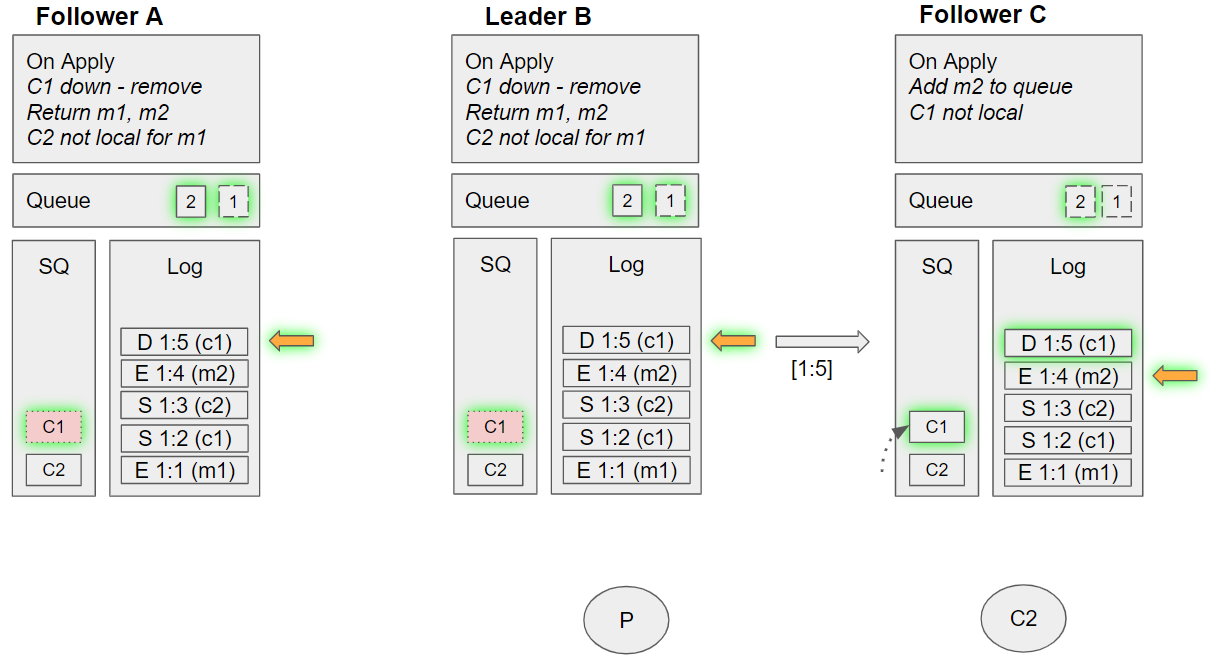 Follower A
On Apply
C1 down - remove
Return m1, m2
C2 not local for m1
Queue
2
1
SQ
C1
C2
Log
D 1:5 (c1)
E 1:4 (m2)
S 1:3 (c2)
S 1:2 (c1)
E 1:1 (m1)
Leader B
On Apply
C1 down - remove
Return m1, m2
C2 not local for m1
Queue
2
1
SQ
C1
C2
Log
D 1:5 (c1)
E 1:4 (m2)
S 1:3 (c2)
S 1:2 (c1)
E 1:1 (m1)
[1:5]
P
Follower C
On Apply
Add m2 to queue
C1 not local
Queue
2
1
SQ
C1
C2
Log
D 1:5 (c1)
E 1:4 (m2)
S 1:3 (c2)
S 1:2 (c1)
E 1:1 (m1)
C2